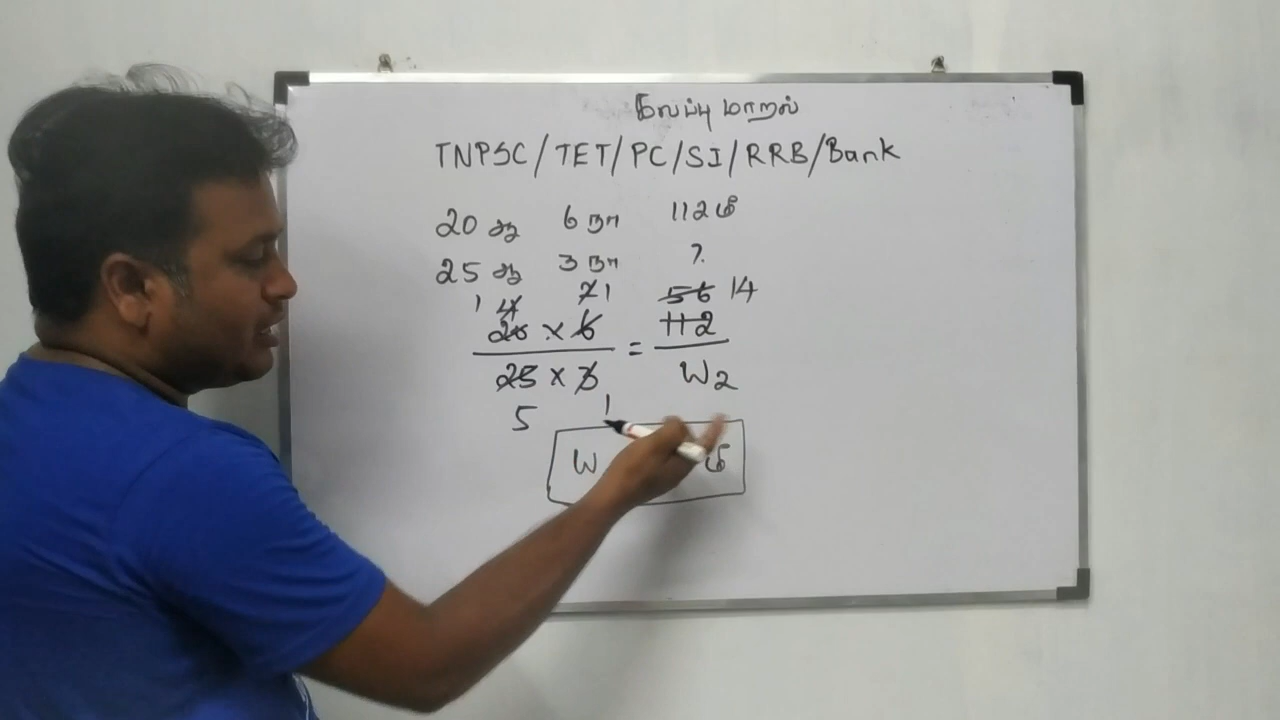 கலப்பு மாறல்
TNPSC/TET/PC/SI/RRB/Bank
20 ஆ 6 நா 112 மீ
25 ஆ 3 நா ?
1 4 2 1 56 14
20 × 6 = 112
25 × 3 W2
5 1
W மீ